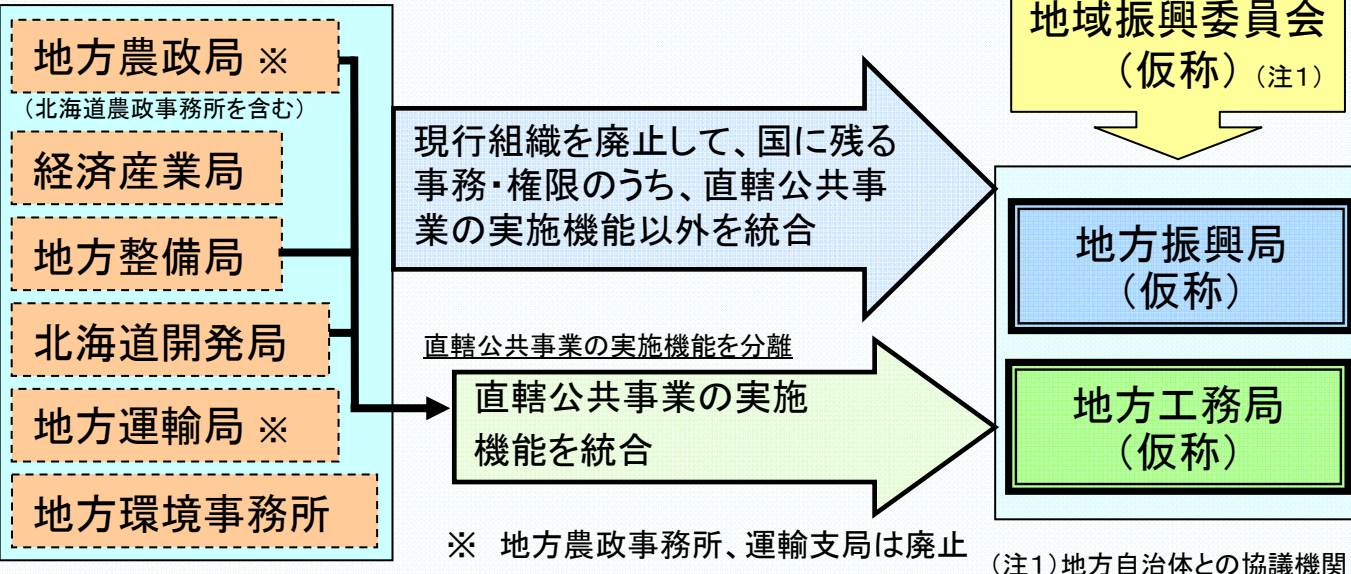 地方農政局 ※
（北海道農政事務所を含む）
経済産業局
地方整備局
北海道開発局
地方運輸局 ※
地方環境事務所
現行組織を廃止して、国に残る
事務・権限のうち、直轄公共事
業の実施機能以外を統合
直轄公共事業の実施機能を分離
直轄公共事業の実施
機能を統合
※　地方農政事務所、運輸支局は廃止
地域振興委員会
（仮称）（注１）
地方振興局
（仮称）
地方工務局
（仮称）
（注１）地方自治体との協議機関